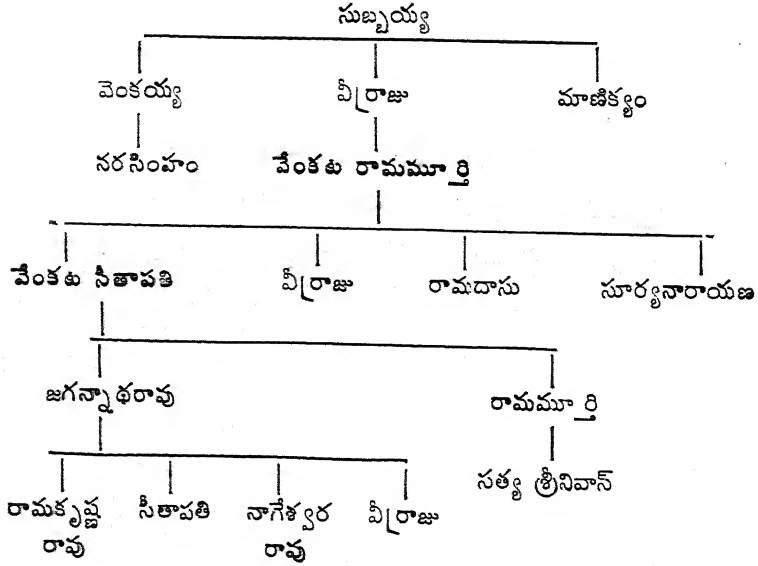 సుబ్బయ్య
వెంకయ్య వీర్రాజు మాణిక్యం
నరసింహం వేంకట రామమూర్తి
వేంకట సీతాపతి వీర్రాజు రామదాసు సూర్యనారాయణ
జగన్నాథరావు రామమూర్తి
సత్య శ్రీనివాస్
రామకృష్ణ సీతాపతి నాగేశ్వర వీర్రాజు
రావు రావు